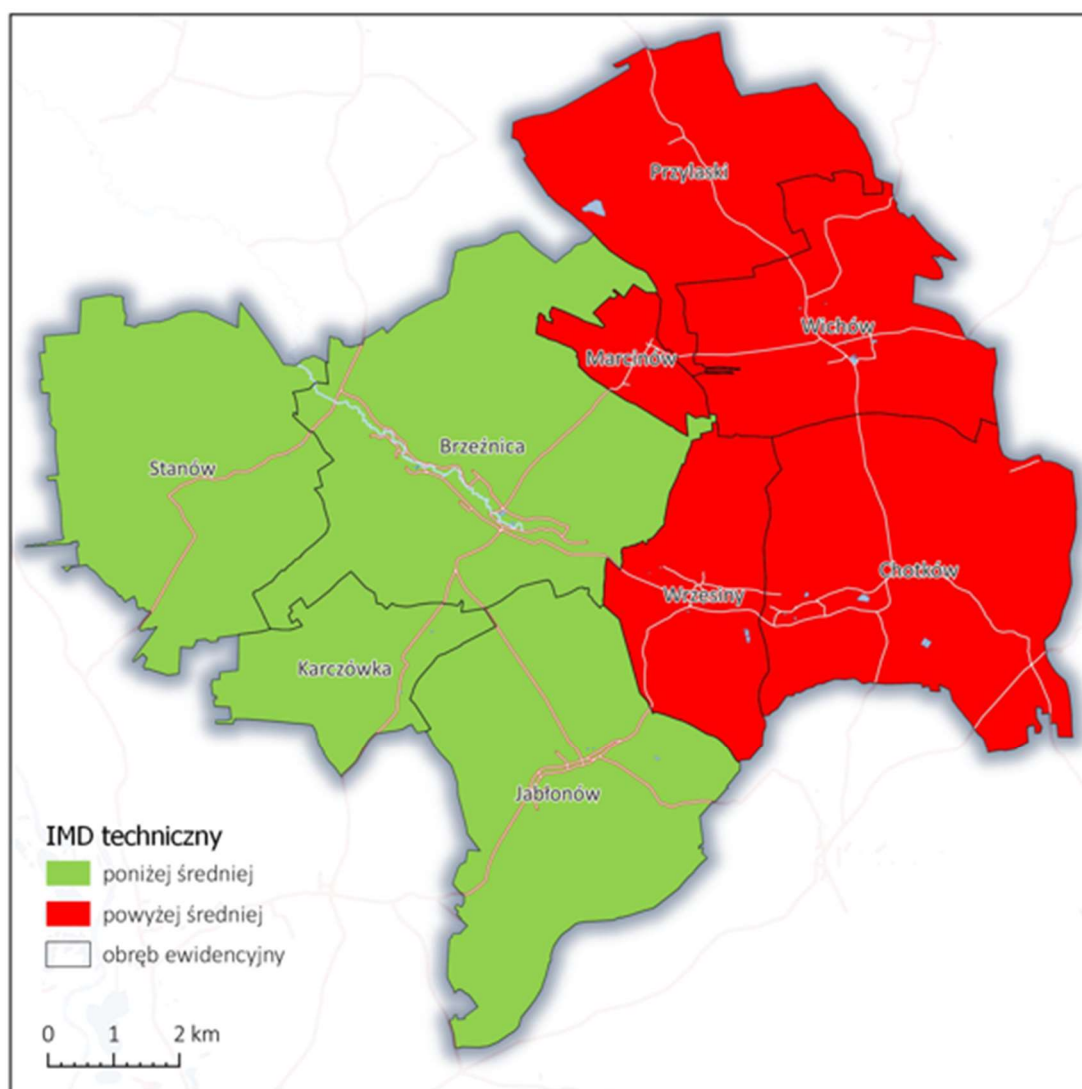 Przylaski
Wichów
Marcinów
Brzeźnica
Stanów
Chotków
Wrzesiny
Karczówka
Jabłonów
IMD techniczny
poniżej średniej
powyżej średniej
obręb ewidencyjny
0 1 2 km